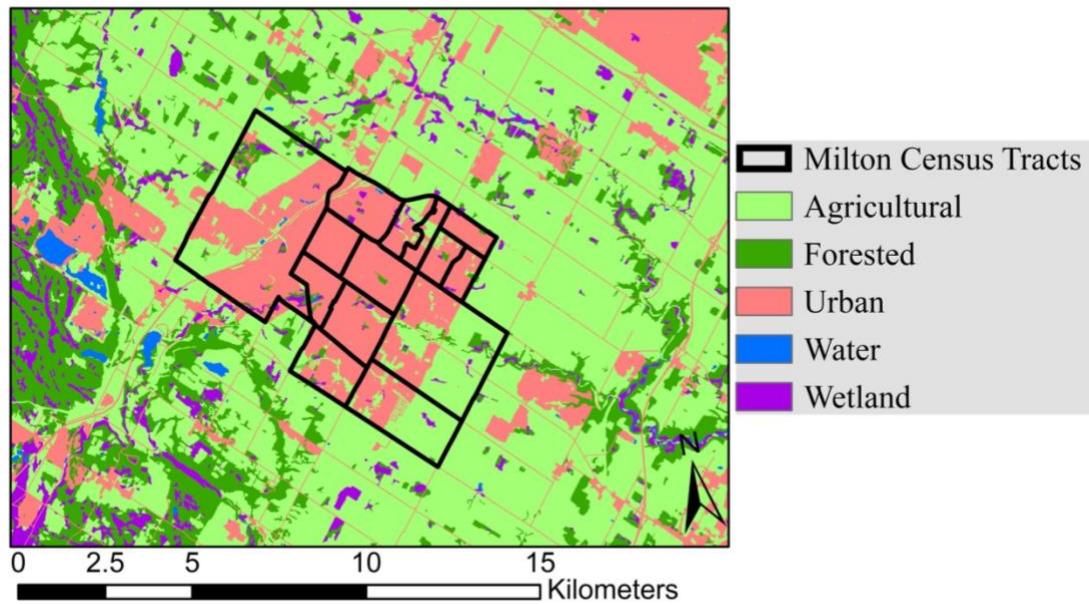 Milton Census Tracts
Agricultural
Forested
Urban
Water
Wetland
N
0 2.5 5 10 15
Kilometers